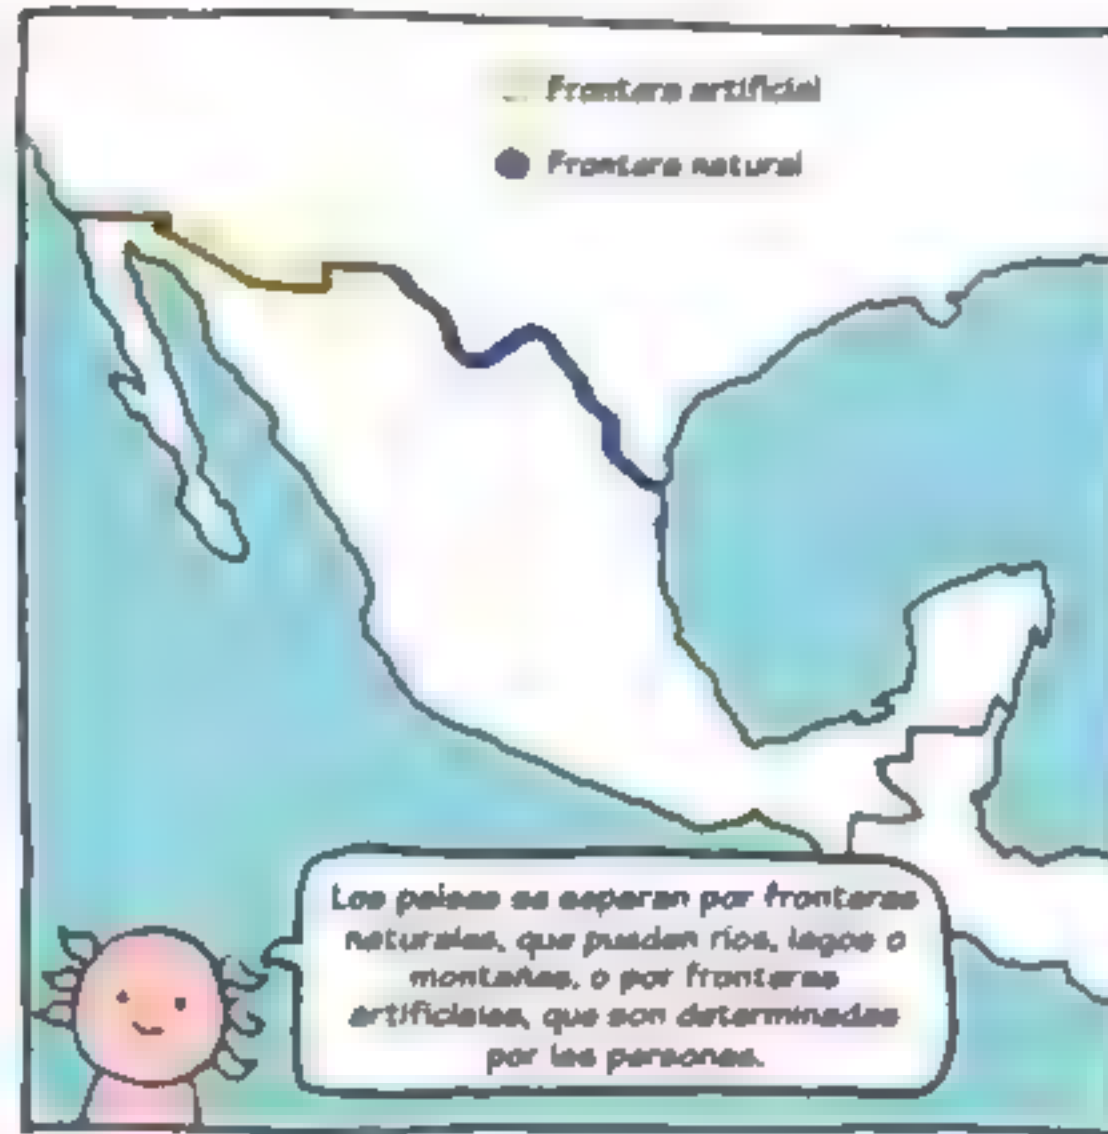 Frontera artificial
Frontera natural
Los países se separan por fronteras
naturales, que pueden ríos, lagos o
montañas, o por fronteras
artificiales, que son determinadas
por las personas.